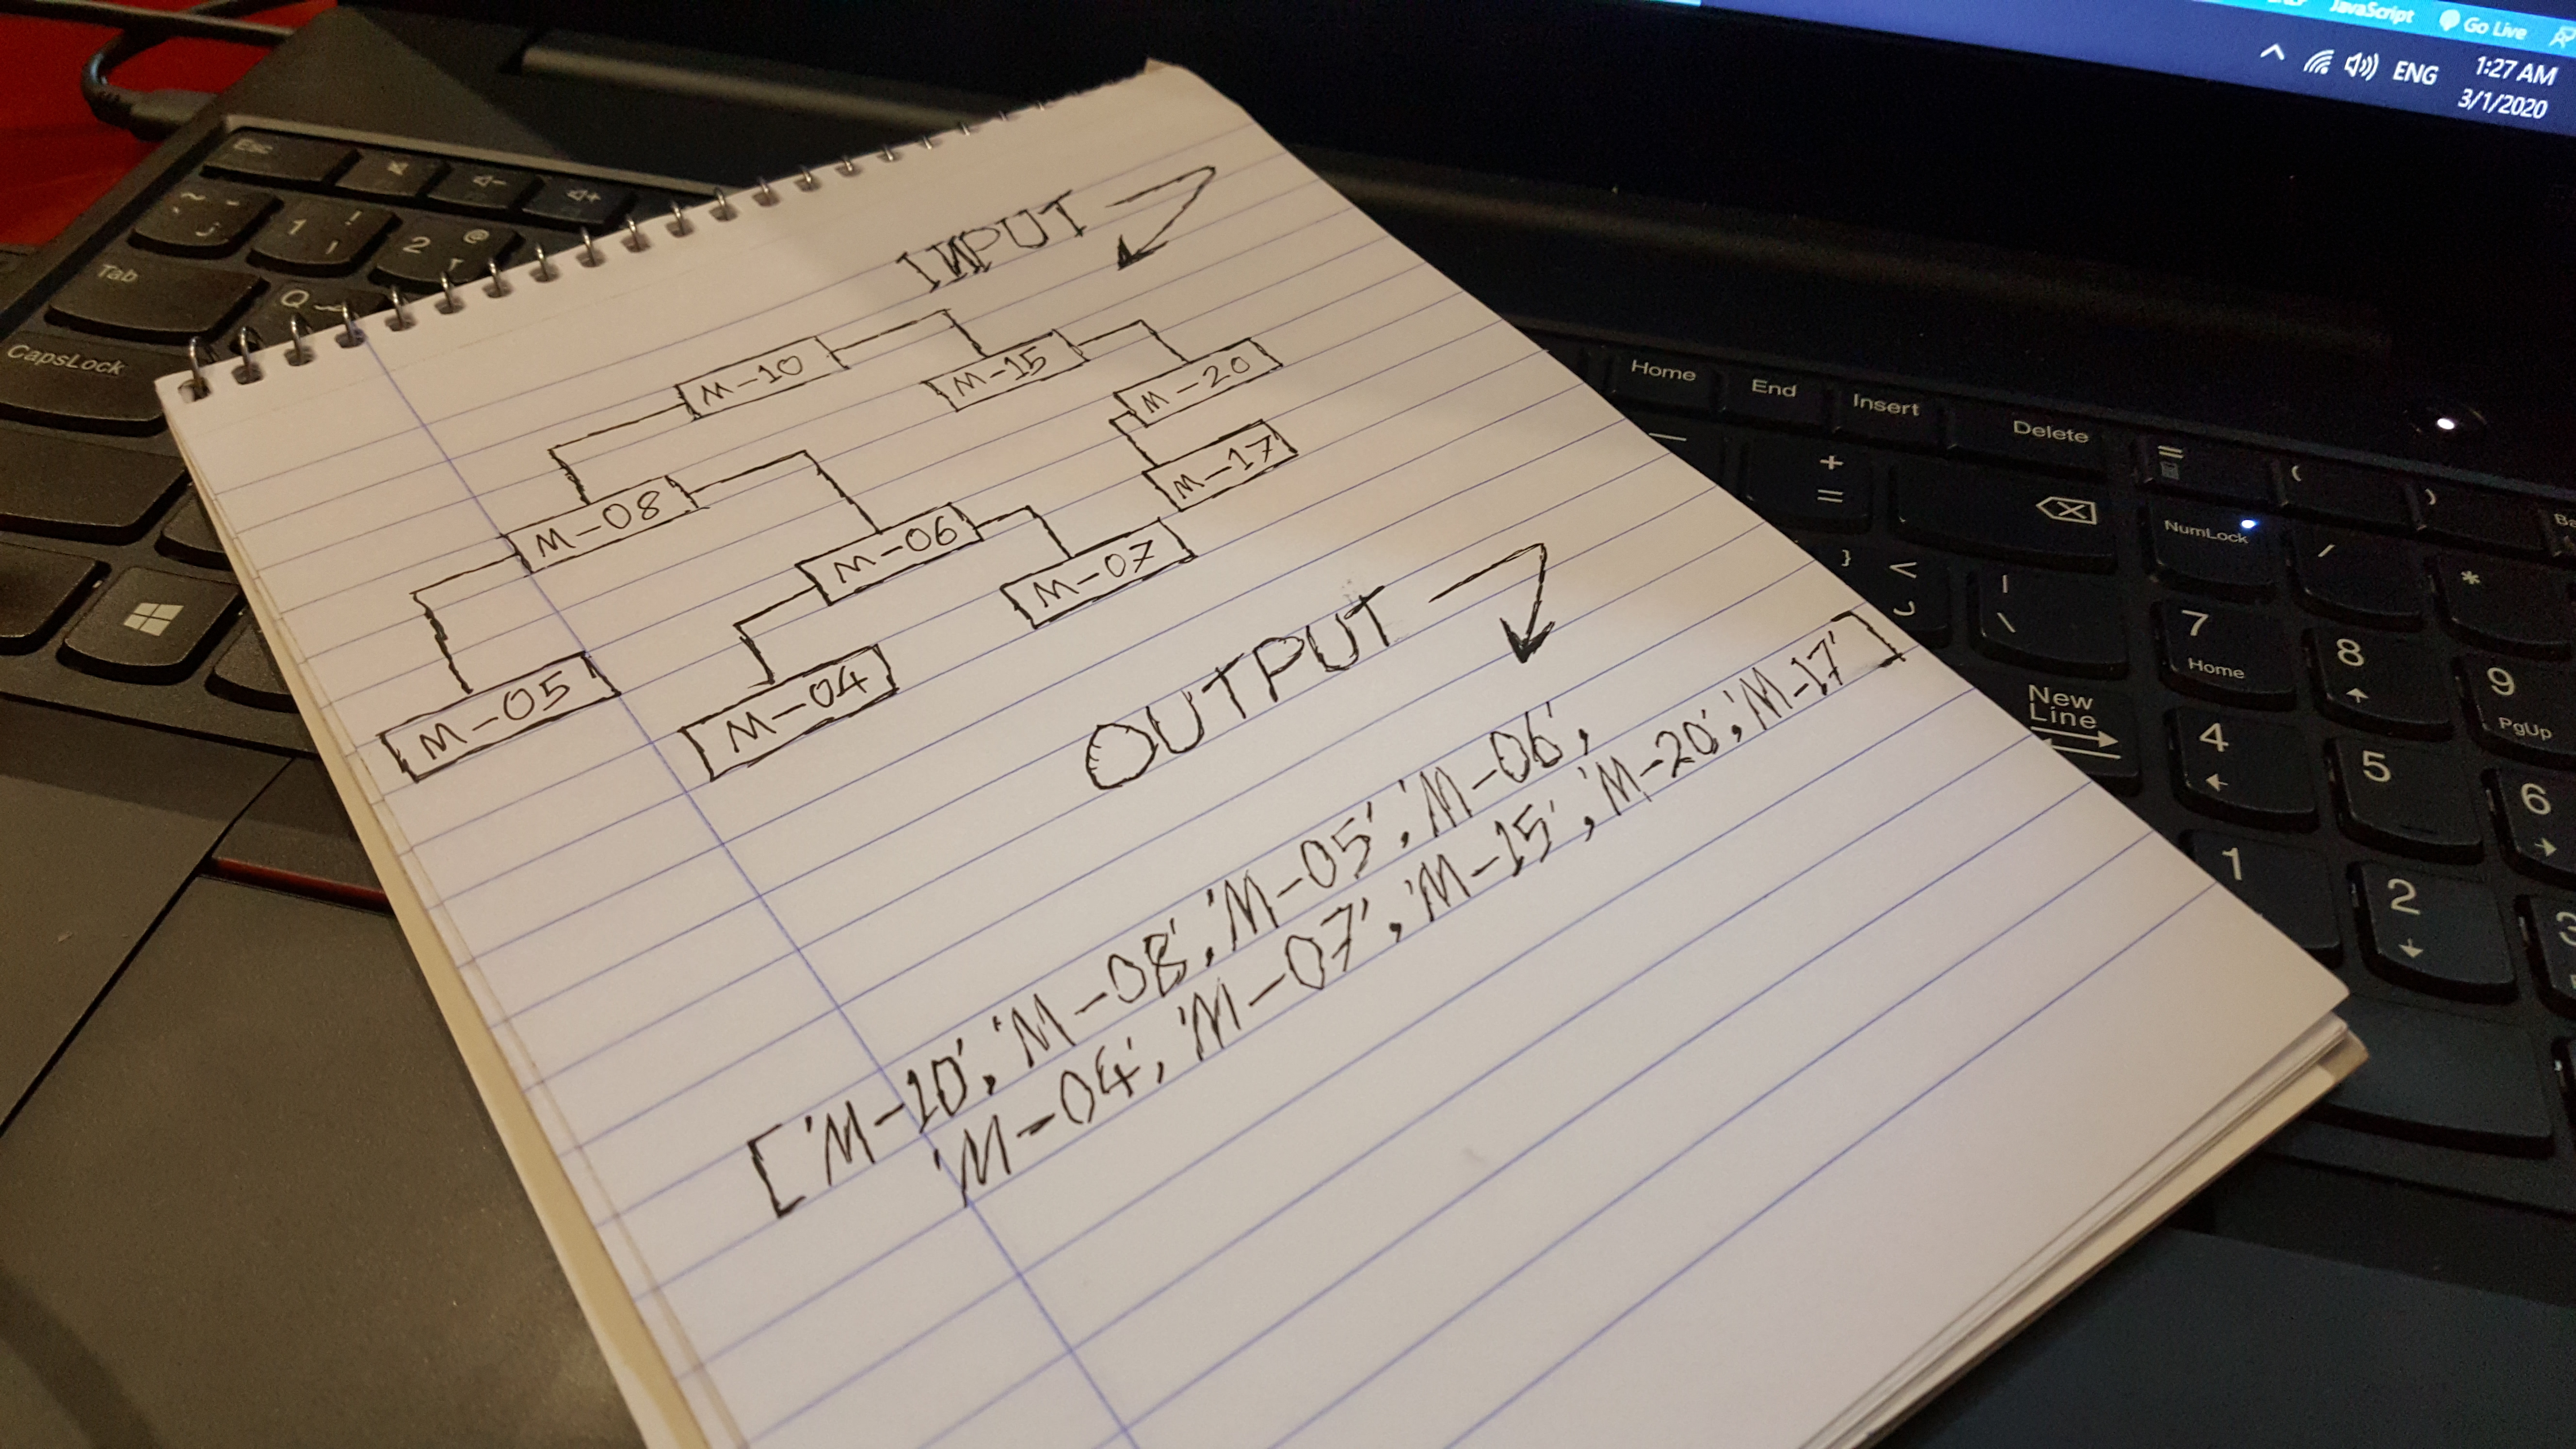 JavaScript Go Live
ENG 1:27 AM
3/1/2020
INPUT
M-10
M-15
M-20
M-17
M-08
M-06
M-07
M-05
M-04
OUTPUT
['M-10', 'M-08', 'M-05', 'M-06',
'M-04', 'M-07', 'M-15', 'M-20', 'M-17']
Esc
~
1 !
2 @
Tab
Q
CapsLock
Home End Insert Delete
+
=
= ( )
NumLock / *
} < |
\
7 Home
8
9 PgUp
New
Line
4
5
6
1
2
3